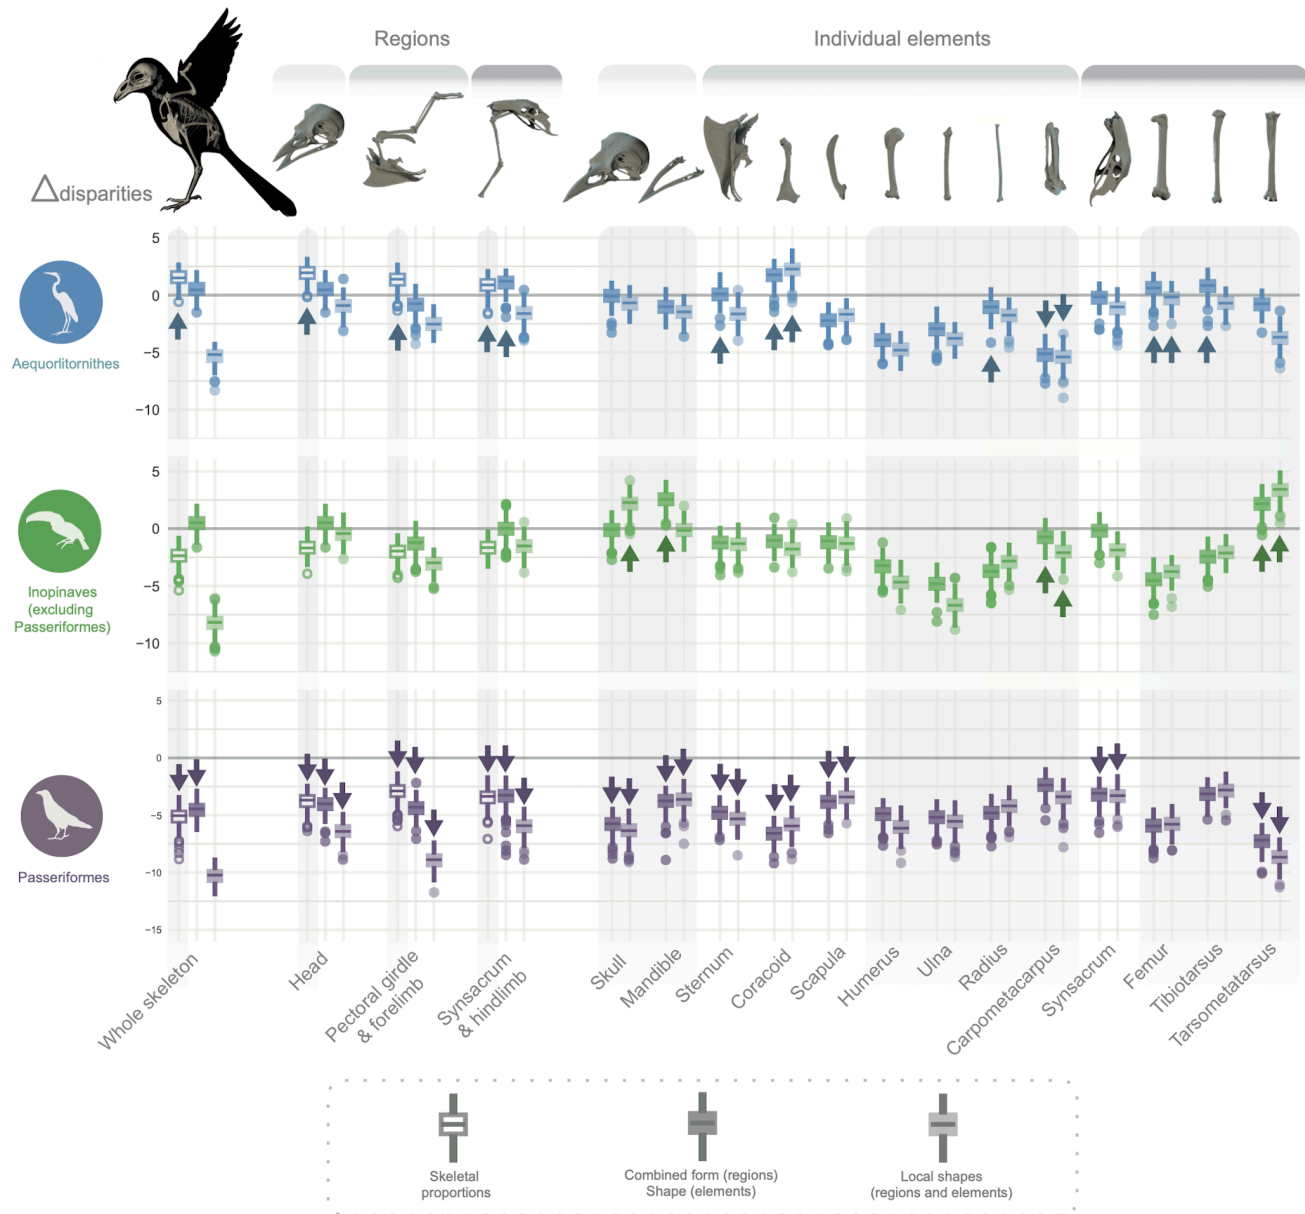 Regions
Individual elements
Δdisparities
5
0
−5
−10
Aequorlitornithes
5
0
−5
−10
Inopinaves
(excluding
Passeriformes)
5
0
−5
−10
−15
Passeriformes
Whole skeleton
Head
Pectoral girdle
& forelimb
Synsacrum
& hindlimb
Skull
Mandible
Sternum
Coracoid
Scapula
Humerus
Ulna
Radius
Carpometacarpus
Synsacrum
Femur
Tibiotarsus
Tarsometatarsus
Skeletal
proportions
Combined form (regions)
Shape (elements)
Local shapes
(regions and elements)